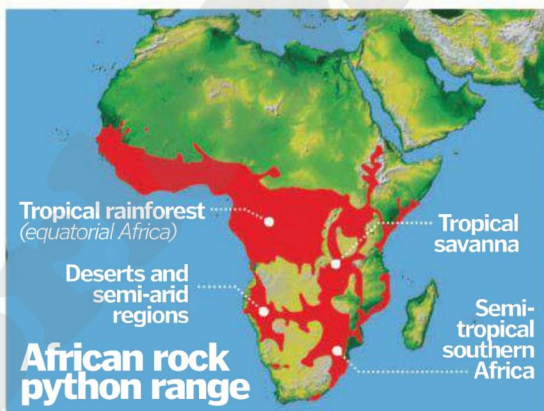 Tropical rainforest
(equatorial Africa)
Tropical
savanna
Deserts and
semi-arid
regions
Semi-
tropical
southern
Africa
African rock
python range